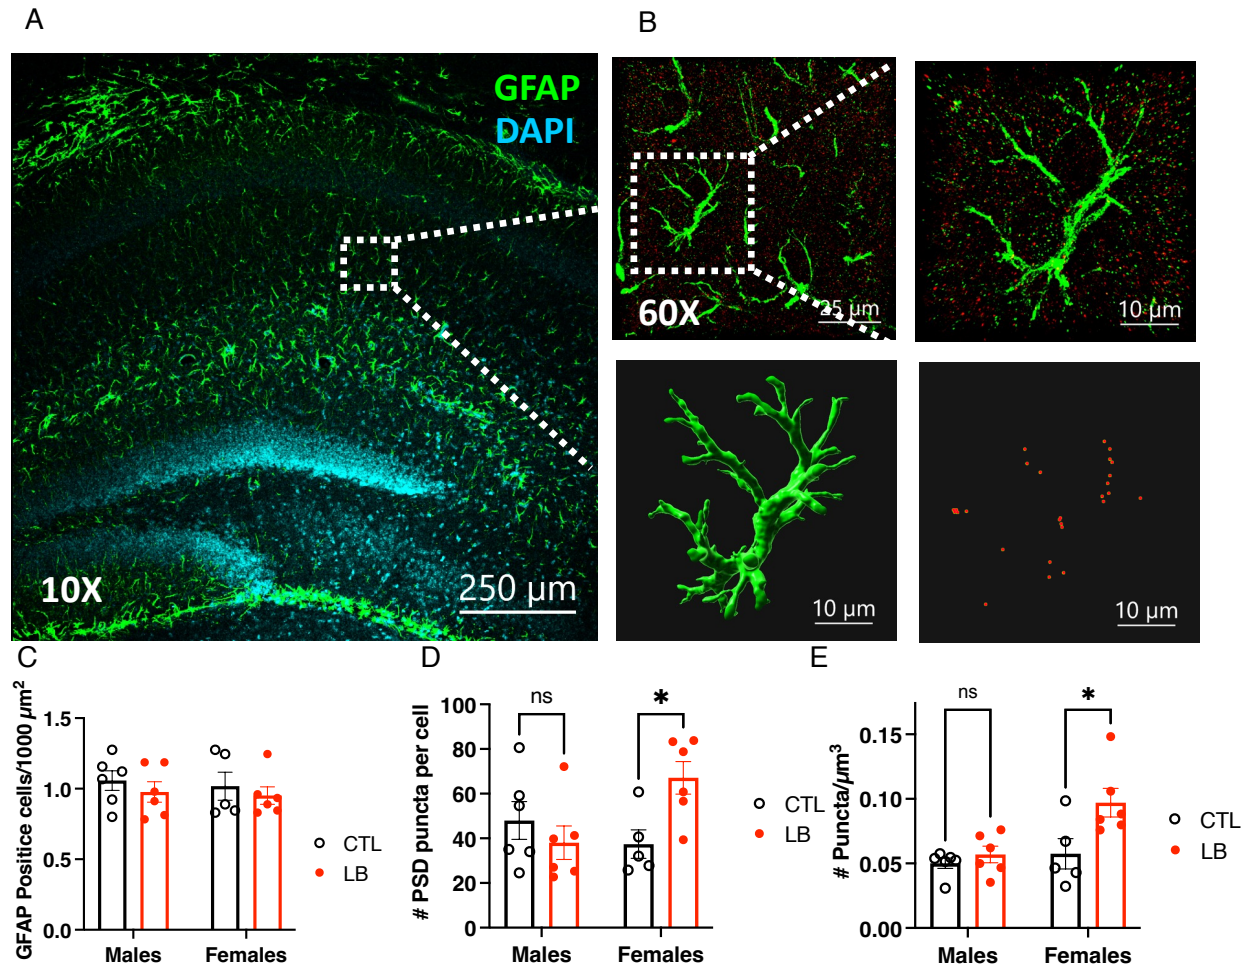 A
GFAP
DAPI
10X
250 µm
B
60X
25 µm
10 µm
10 µm
10 µm
C
GFAP Positice cells/1000 µm²
1.5
1.0
0.5
0.0
Males
Females
CTL
LB
D
# PSD puncta per cell
100
80
60
40
20
0
ns
*
Males
Females
CTL
LB
E
# Puncta/µm³
0.15
0.10
0.05
0.00
ns
*
Males
Females
CTL
LB